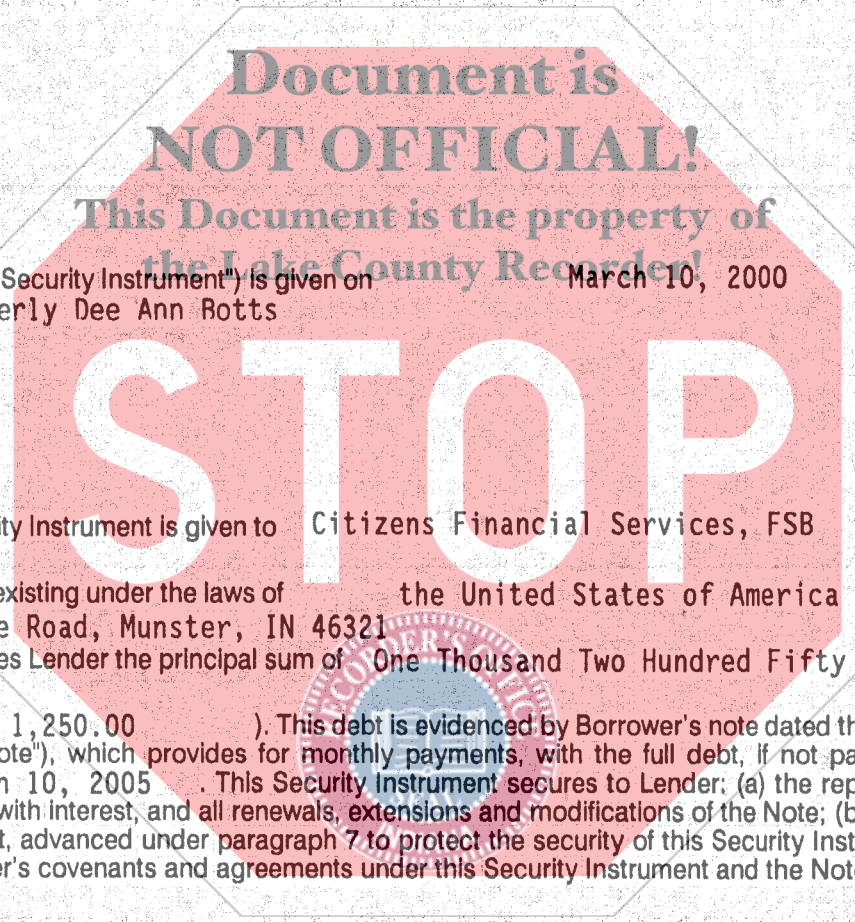 Document is
NOT OFFICIAL!
This Document is the property of
the Lake County Recorder!
Security Instrument") is given on March 10, 2000
erly Dee Ann Botts
STOP
ity Instrument is given to Citizens Financial Services, FSB
existing under the laws of the United States of America
e Road, Munster, IN 46321
es Lender the principal sum of One Thousand Two Hundred Fifty
1,250.00 ). This debt is evidenced by Borrower's note dated th
ote"), which provides for monthly payments, with the full debt, if not pa
h 10, 2005 . This Security Instrument secures to Lender: (a) the rep
with interest, and all renewals, extensions and modifications of the Note; (b
t, advanced under paragraph 7 to protect the security of this Security Inst
er's covenants and agreements under this Security Instrument and the Not
RECORDER'S OFFICE
SEAL
INDIANA